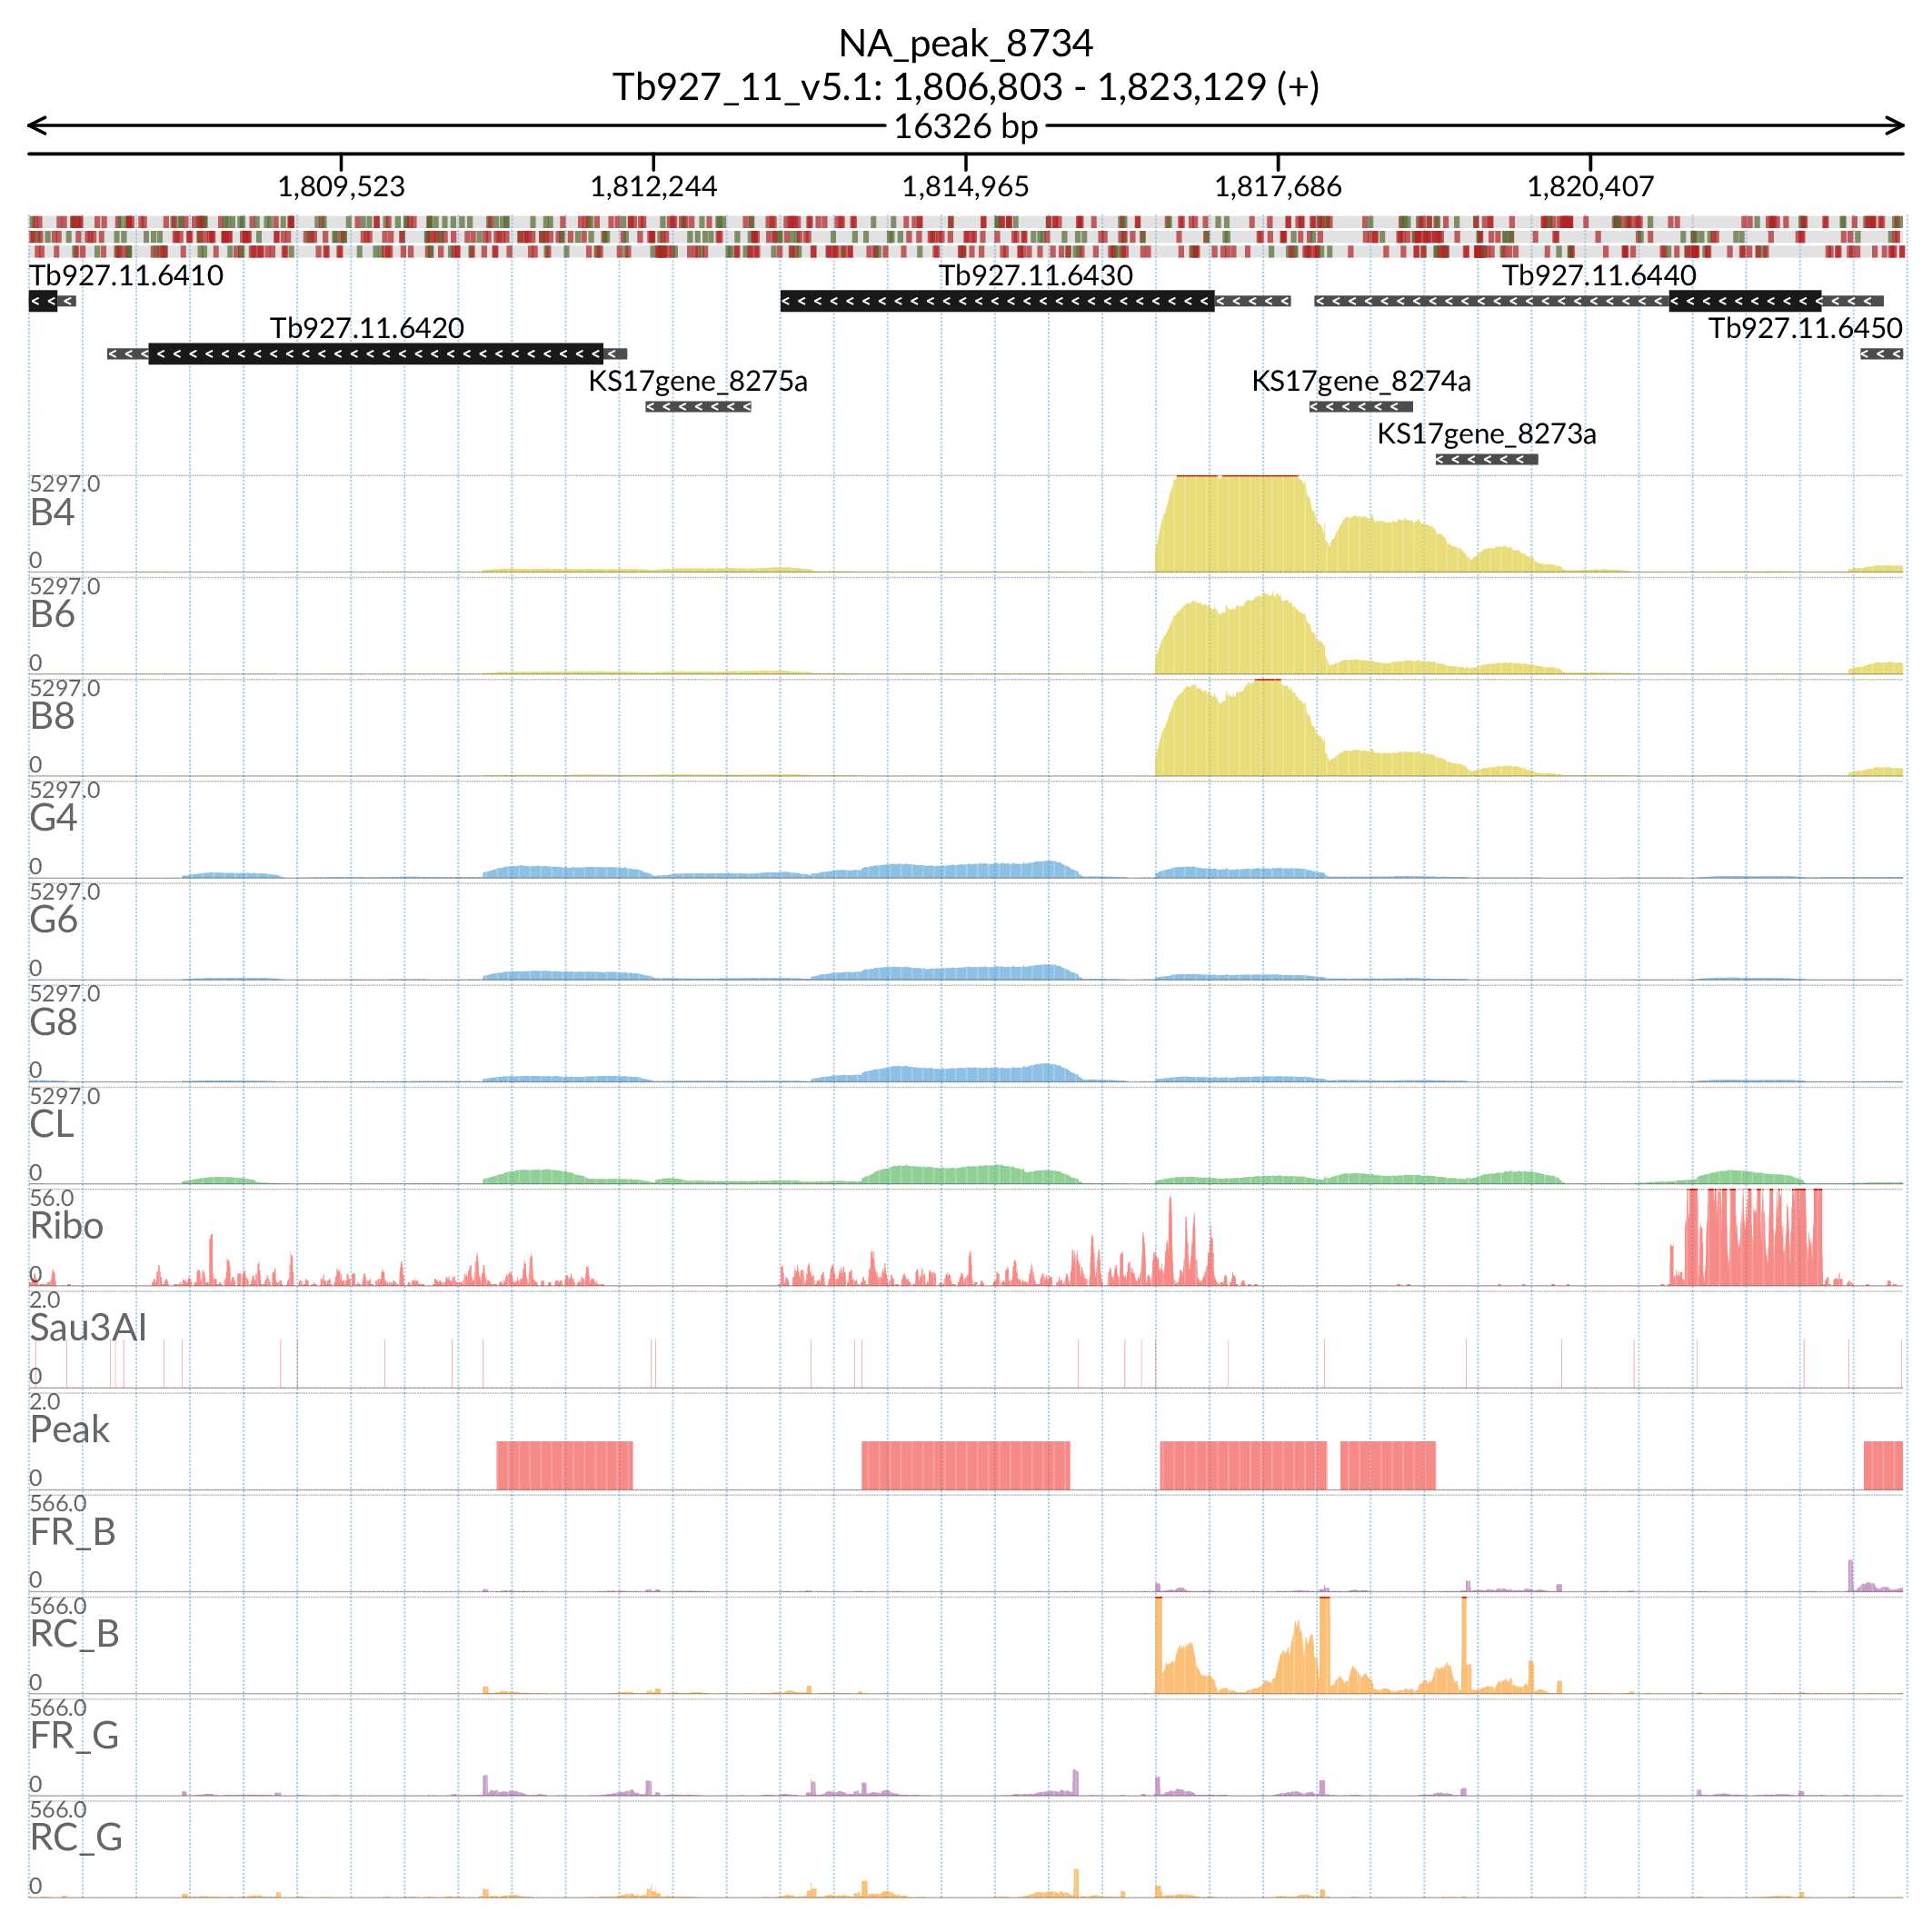 NA_peak_8734
Tb927_11_v5.1: 1,806,803 - 1,823,129 (+)
16326 bp
1,809,523 1,812,244 1,814,965 1,817,686 1,820,407
Tb927.11.6410 Tb927.11.6430 Tb927.11.6440
Tb927.11.6420 Tb927.11.6450
KS17gene_8275a KS17gene_8274a
KS17gene_8273a
5297.0
B4
0
5297.0
B6
0
5297.0
B8
0
5297.0
G4
0
5297.0
G6
0
5297.0
G8
0
5297.0
CL
0
56.0
Ribo
0
2.0
Sau3AI
0
2.0
Peak
0
566.0
FR_B
0
566.0
RC_B
0
566.0
FR_G
0
566.0
RC_G
0